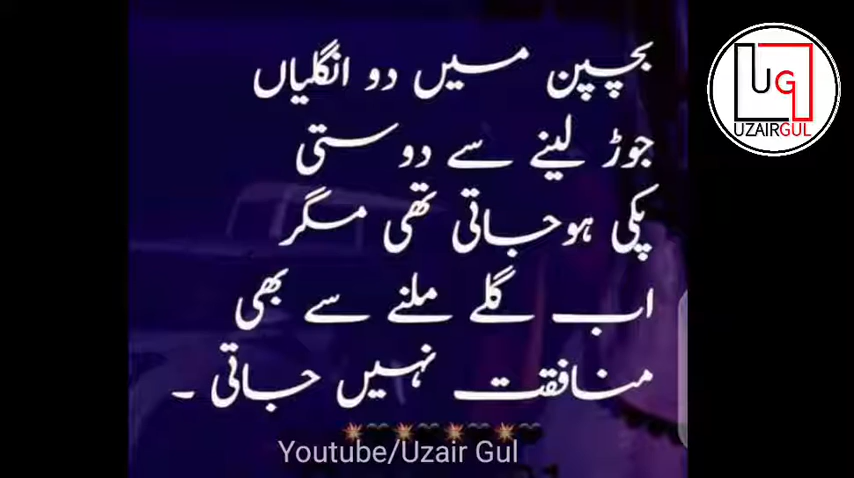 بچپن میں دو انگلیاں
جوڑ لینے سے دوستی
پکی ہوجاتی تھی مگر
اب گلے ملنے سے بھی
منافقت نہیں جاتی ۔
Youtube/Uzair Gul
UG
UZAIRGUL